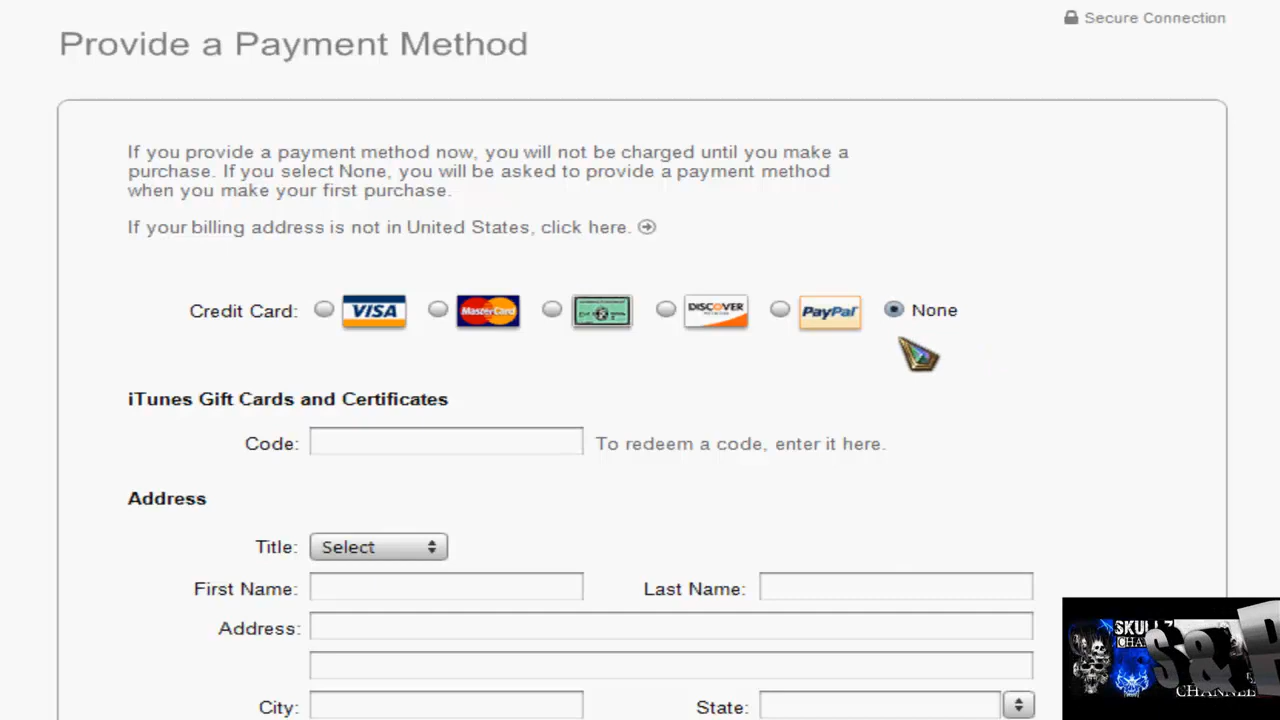 Secure Connection
Provide a Payment Method
If you provide a payment method now, you will not be charged until you make a
purchase. If you select None, you will be asked to provide a payment method
when you make your first purchase.
If your billing address is not in United States, click here.
Credit Card: VISA MasterCard DISCOVER PayPal None
iTunes Gift Cards and Certificates
Code: To redeem a code, enter it here.
Address
Title: Select
First Name: Last Name:
Address:
City: State:
SKULLZ
S&P
CHANNEL